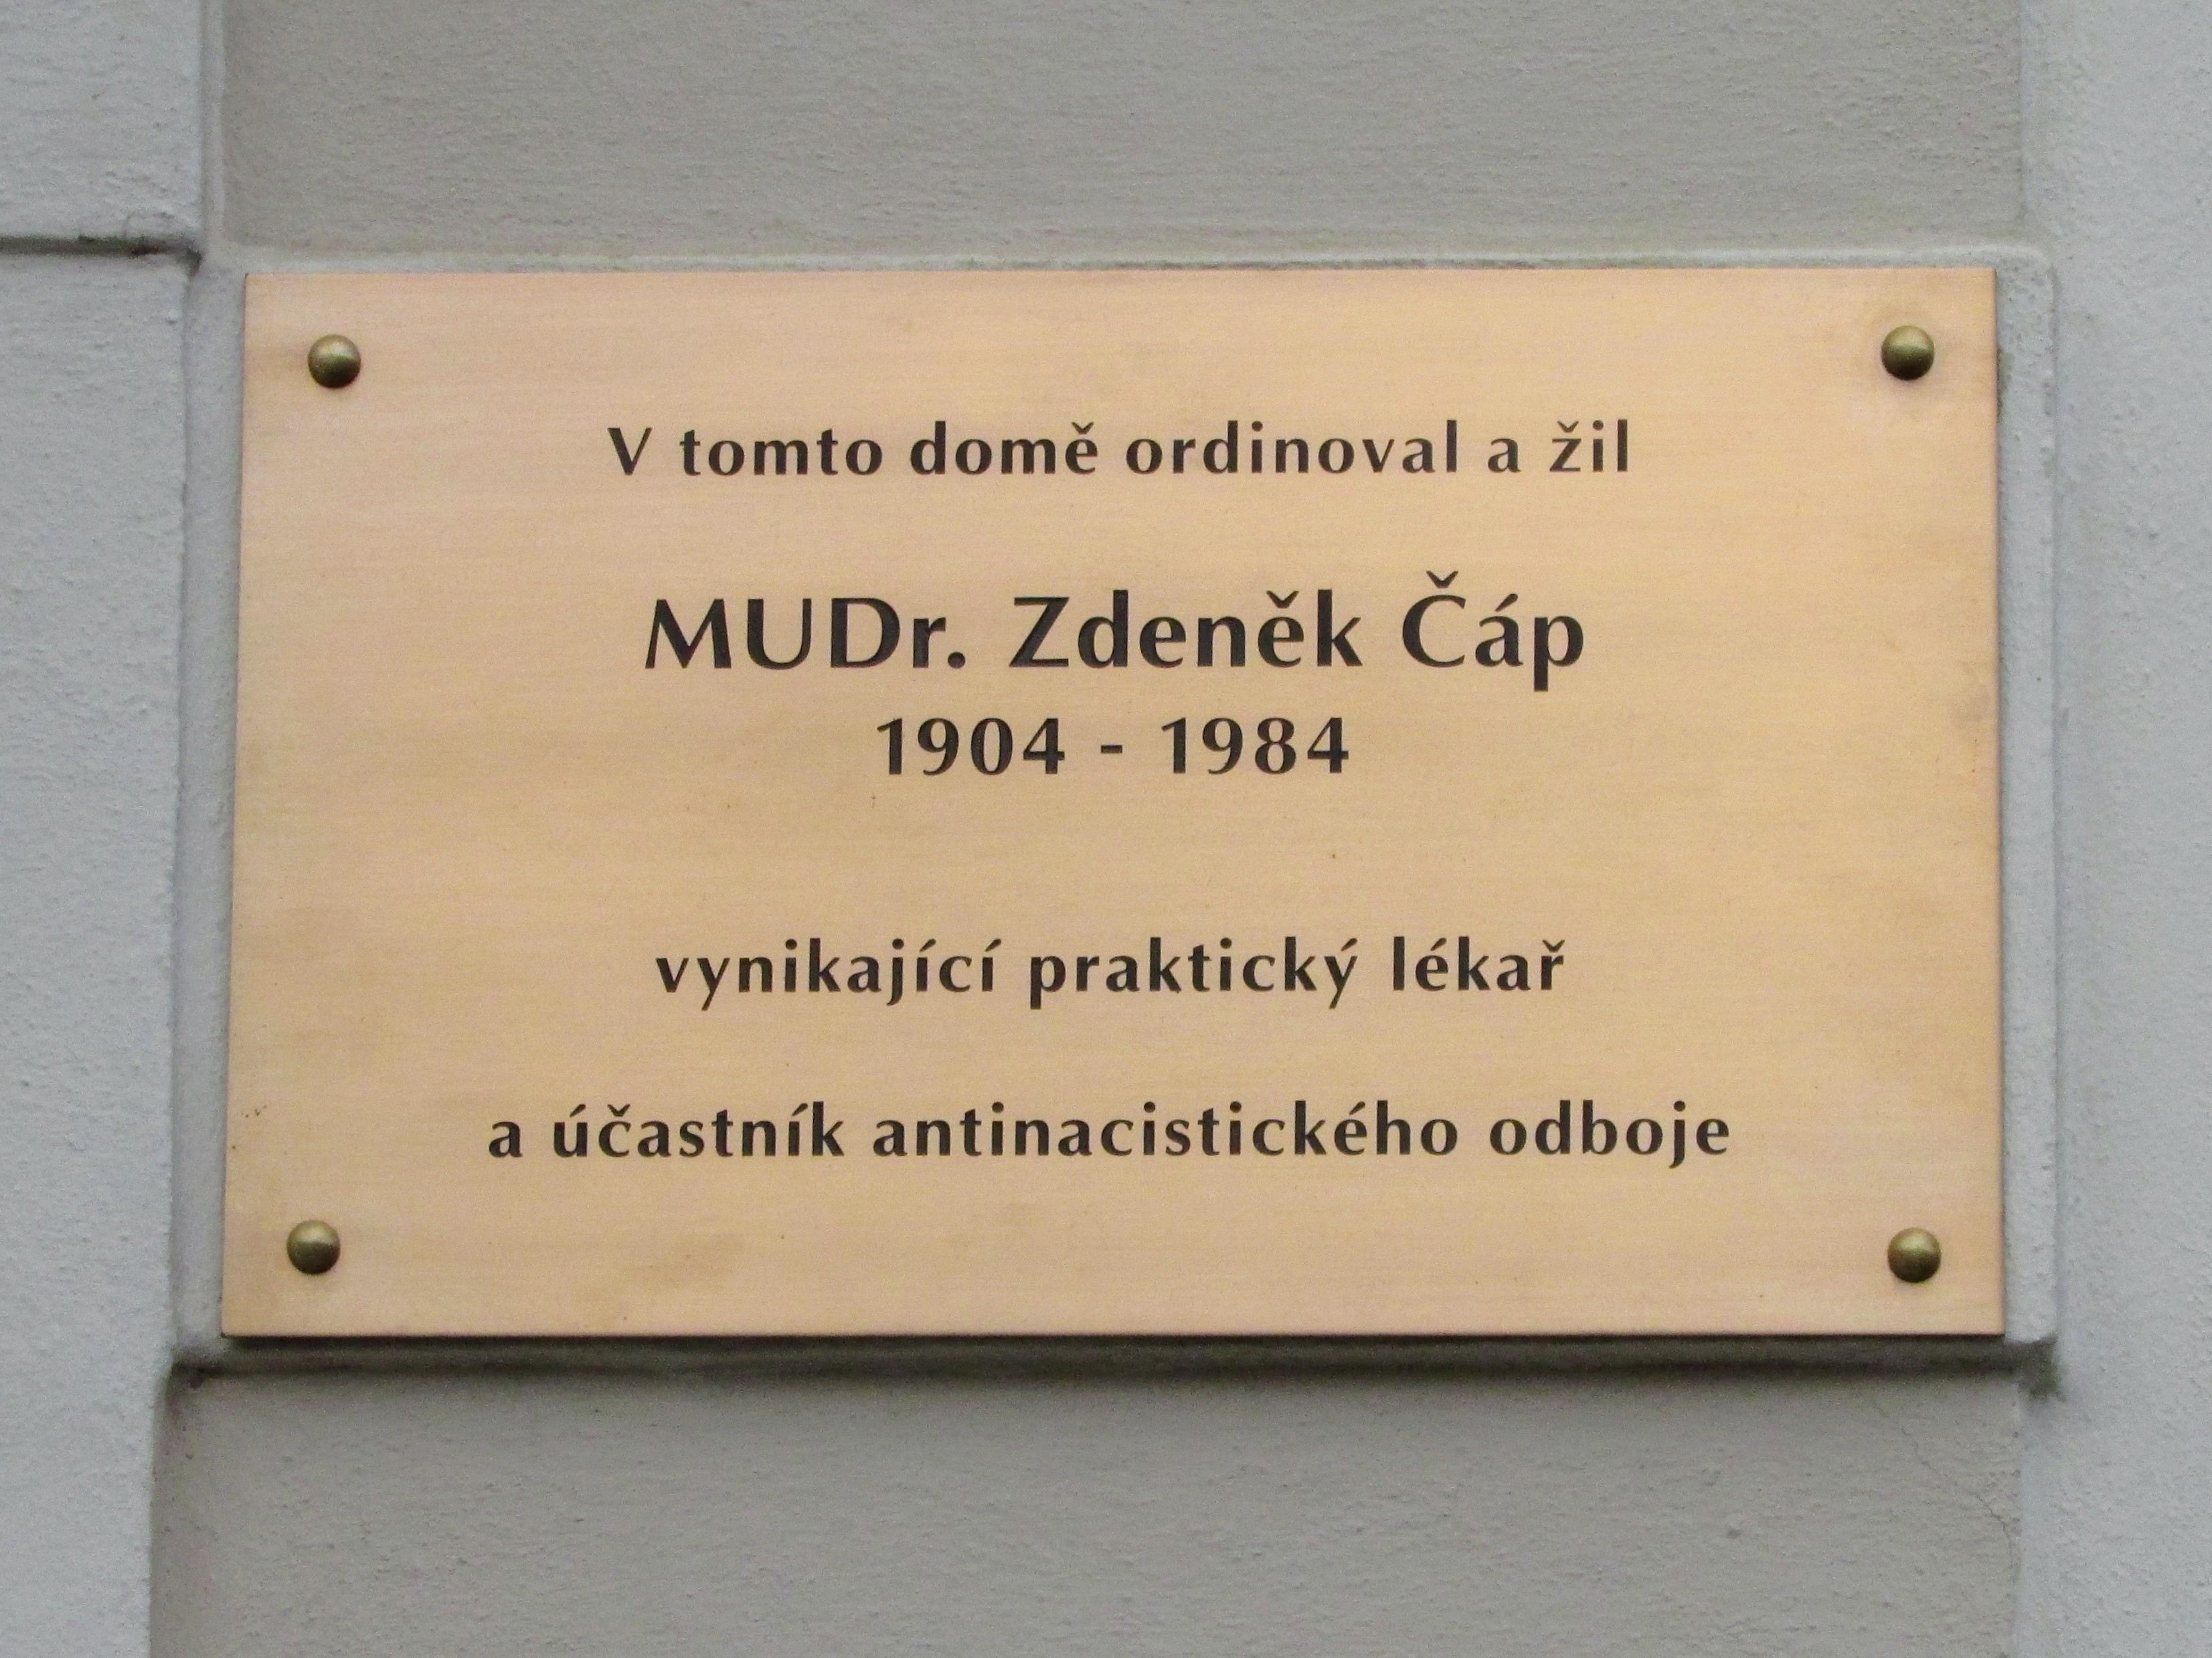 V tomto domě ordinoval a žil
MUDr. Zdeněk Čáp
1904 - 1984
vynikající praktický lékař
a účastník antinacistického odboje